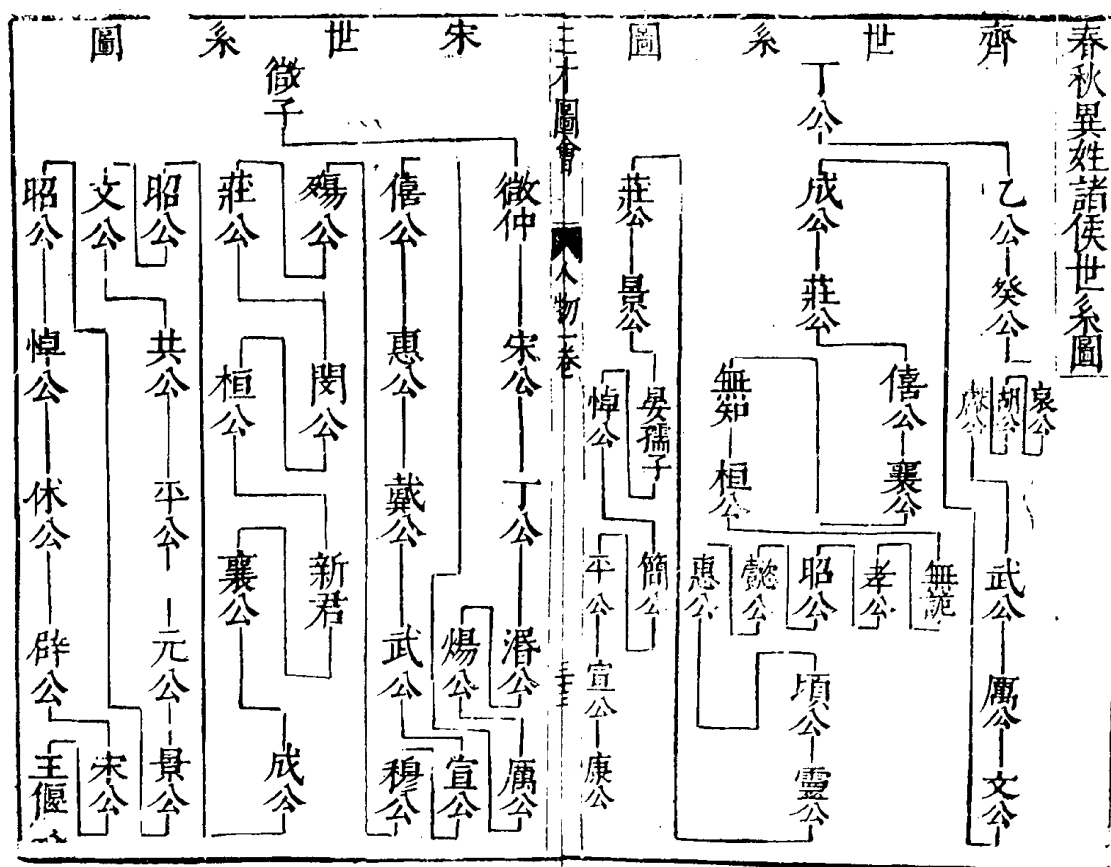 春秋異姓諸侯世系圖
齊世系圖
丁公
乙公
癸公
哀公
胡公
獻公
武公
厲公
文公
成公
莊公
僖公
襄公
無知
桓公
無詭
孝公
昭公
懿公
惠公
頃公
靈公
莊公
景公
晏孺子
悼公
簡公
平公
宣公
康公
三才圖會
人物一卷
三十三
宋世系圖
微子
微仲
宋公
丁公
湣公
煬公
厲公
僖公
惠公
戴公
武公
宣公
穆公
殤公
莊公
閔公
桓公
新君
襄公
成公
昭公
文公
共公
平公
元公
景公
昭公
悼公
休公
辟公
宋公
王偃